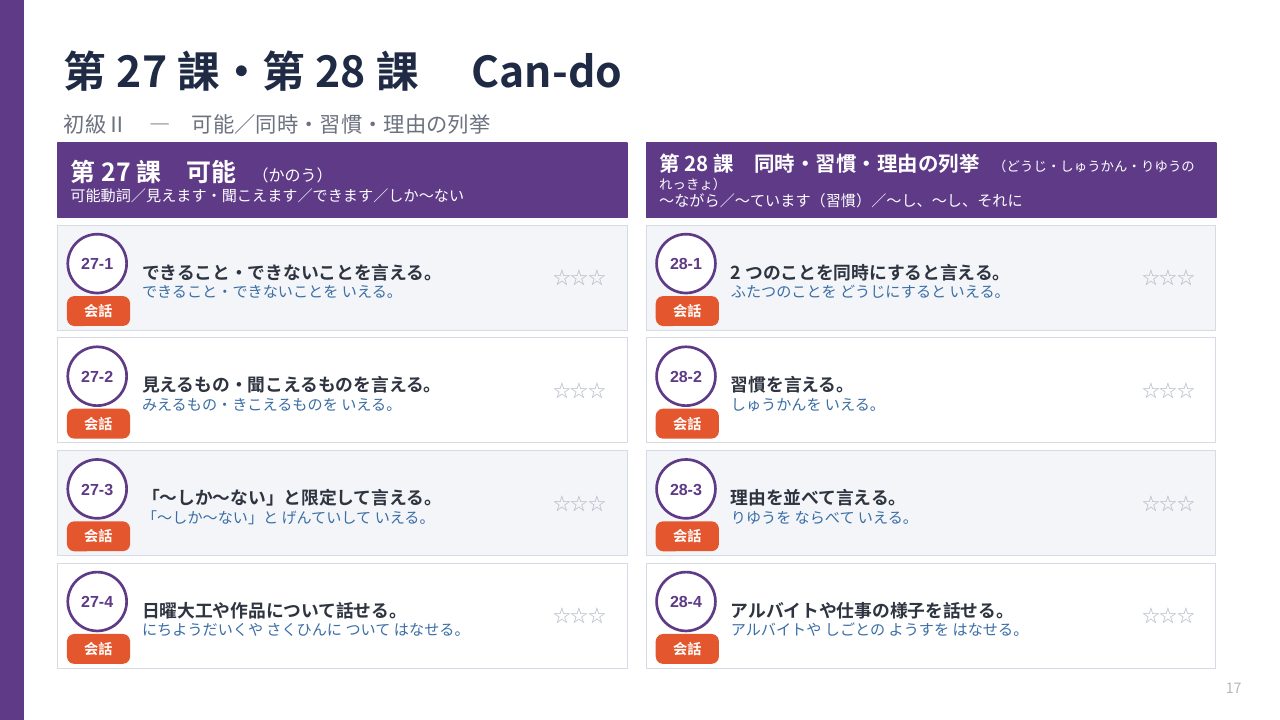 第 27 課・第 28 課　Can-do
初級Ⅱ　―　可能／同時・習慣・理由の列挙
第 27 課　可能　（かのう）
可能動詞／見えます・聞こえます／できます／しか～ない
27-1
会話
できること・できないことを言える。
できること・できないことを いえる。
☆☆☆
27-2
会話
見えるもの・聞こえるものを言える。
みえるもの・きこえるものを いえる。
☆☆☆
27-3
会話
「～しか～ない」と限定して言える。
「～しか～ない」と げんていして いえる。
☆☆☆
27-4
会話
日曜大工や作品について話せる。
にちようだいくや さくひんに ついて はなせる。
☆☆☆
第 28 課　同時・習慣・理由の列挙　（どうじ・しゅうかん・りゆうの
れっきょ）
～ながら／～ています（習慣）／～し、～し、それに
28-1
会話
2 つのことを同時にすると言える。
ふたつのことを どうじにすると いえる。
☆☆☆
28-2
会話
習慣を言える。
しゅうかんを いえる。
☆☆☆
28-3
会話
理由を並べて言える。
りゆうを ならべて いえる。
☆☆☆
28-4
会話
アルバイトや仕事の様子を話せる。
アルバイトや しごとの ようすを はなせる。
☆☆☆
17